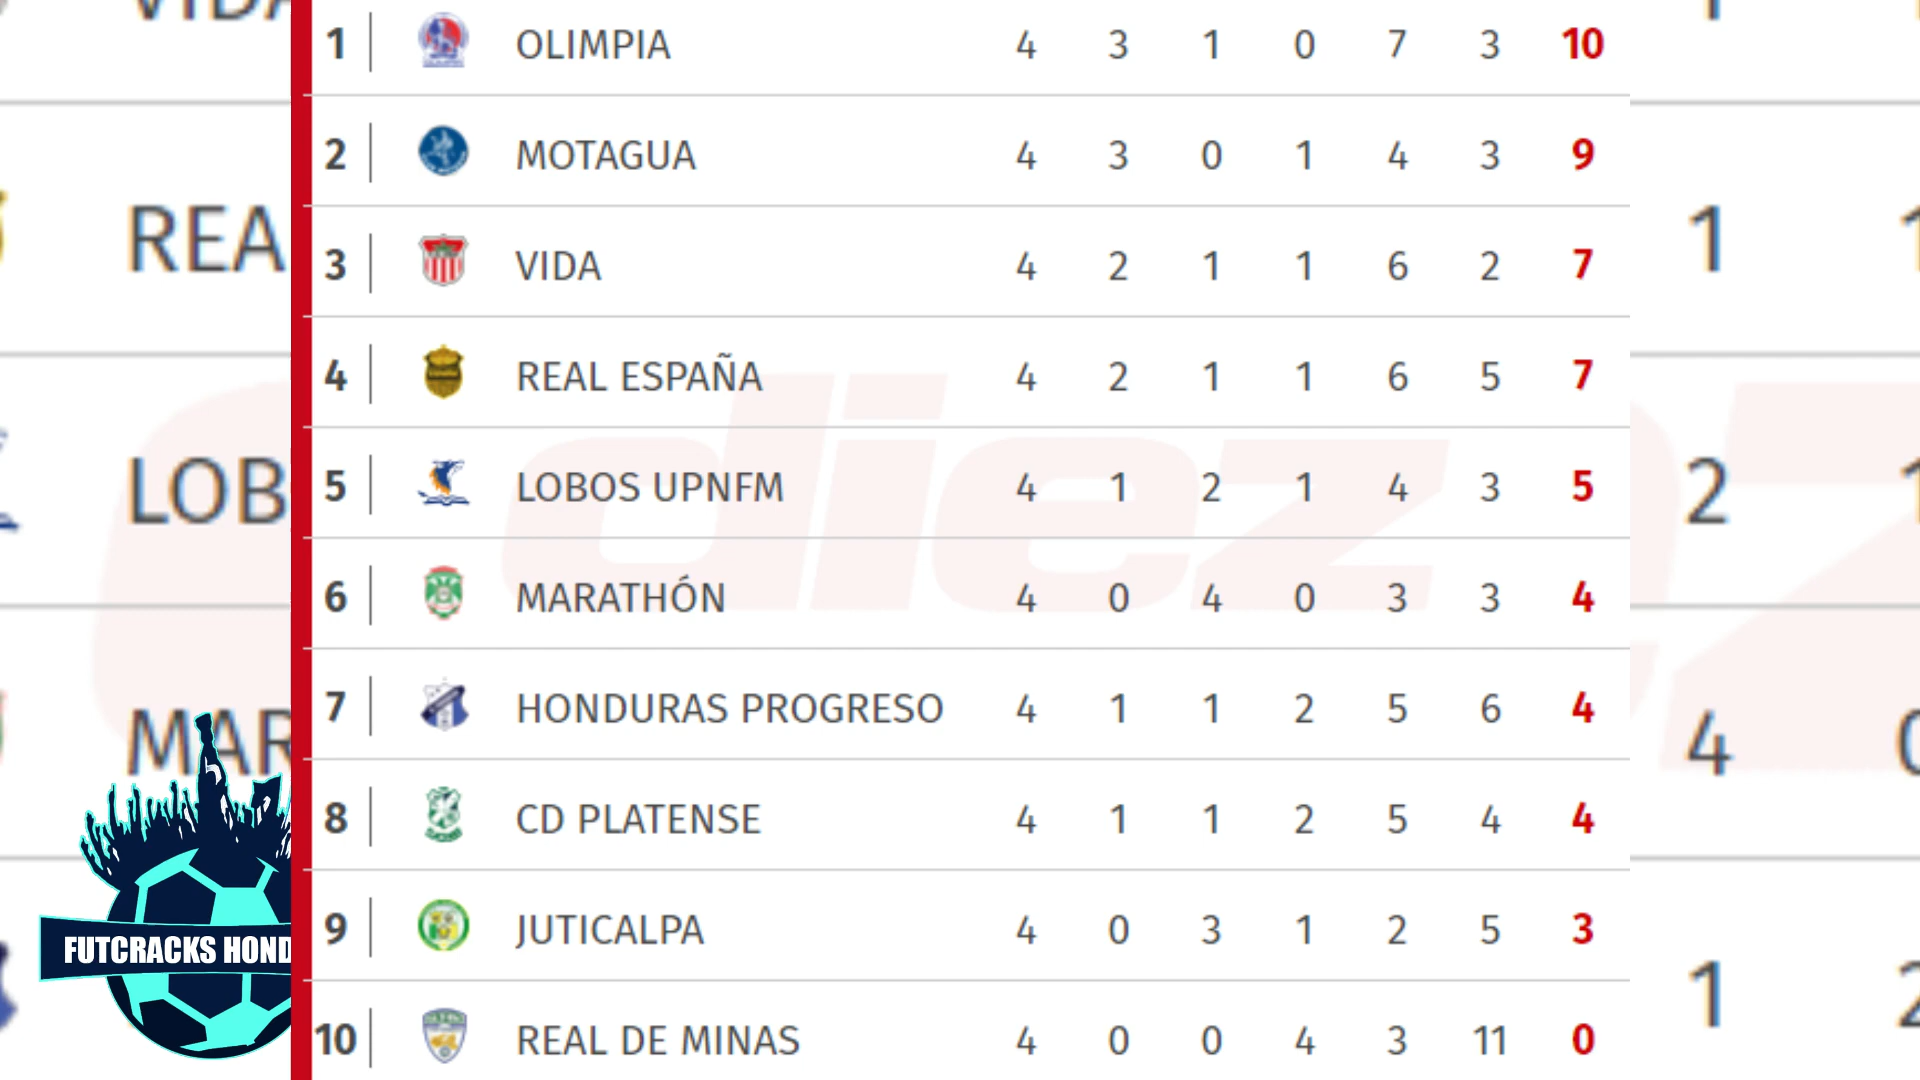 1 OLIMPIA 4 3 1 0 7 3 10
2 MOTAGUA 4 3 0 1 4 3 9
3 VIDA 4 2 1 1 6 2 7
4 REAL ESPAÑA 4 2 1 1 6 5 7
5 LOBOS UPNFM 4 1 2 1 4 3 5
6 MARATHÓN 4 0 4 0 3 3 4
7 HONDURAS PROGRESO 4 1 1 2 5 6 4
8 CD PLATENSE 4 1 1 2 5 4 4
9 JUTICALPA 4 0 3 1 2 5 3
10 REAL DE MINAS 4 0 0 4 3 11 0
diez
REA
LOB
MAR
FUTCRACKS HOND
1
2
4
1